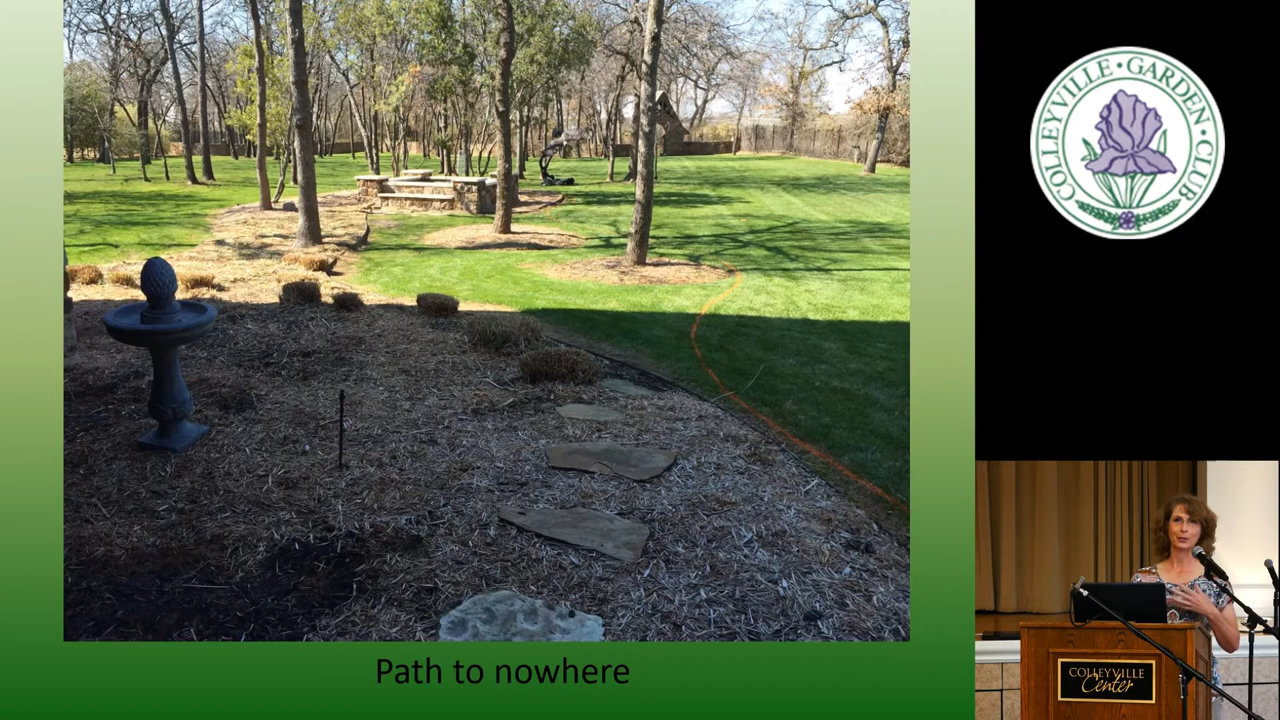 Path to nowhere
COLLEYVILLE • GARDEN • CLUB
COLLEYVILLE
Center